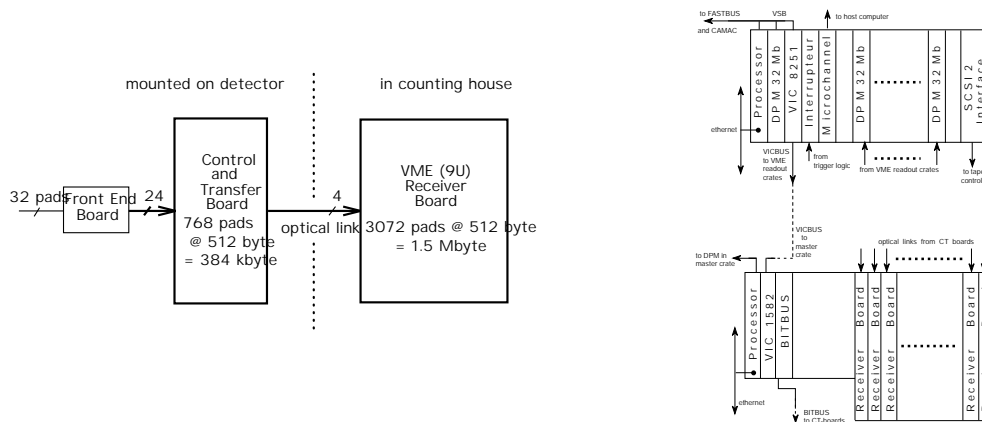 mounted on detector
in counting house
32 pads
Front End
Board
24
Control
and
Transfer
Board
768 pads
@ 512 byte
= 384 kbyte
4
optical link
VME (9U)
Receiver
Board
3072 pads @ 512 byte
= 1.5 Mbyte
to FASTBUS
and CAMAC
VSB
to host computer
Processor
DPM 32 Mb
VIC 8251
Interrupteur
Microchannel
DPM 32 Mb
DPM 32 Mb
SCSI 2
Interface
ethernet
VICBUS
to VME
readout
crates
from
trigger logic
from VME readout crates
to tape
control
VICBUS
to
master
crate
to DPM in
master crate
optical links from CT boards
Processor
VIC 1582
BITBUS
Receiver Board
Receiver Board
Receiver Board
Receiver Board
ethernet
BITBUS
to CT-boards